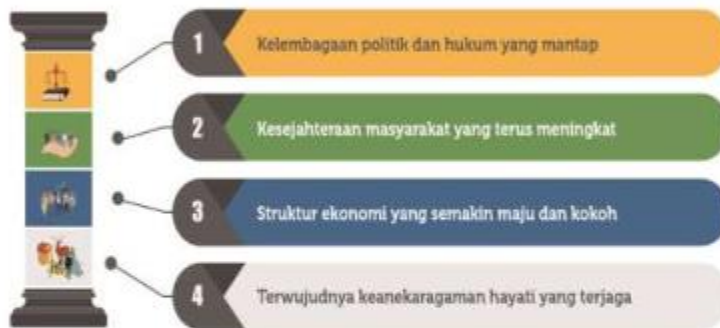 1
Kelembagaan politik dan hukum yang mantap
2
Kesejahteraan masyarakat yang terus meningkat
3
Struktur ekonomi yang semakin maju dan kokoh
4
Terwujudnya keanekaragaman hayati yang terjaga